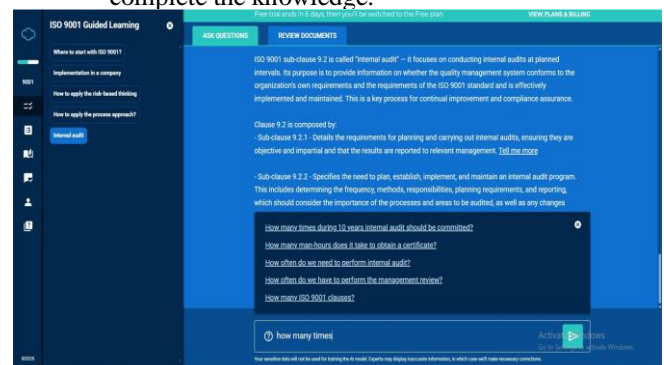 complete the knowledge.
ISO 9001 Guided Learning
Free trial ends in 6 days, then you'll be switched to the Free plan.
VIEW PLANS & BILLING
ASK QUESTIONS
REVIEW DOCUMENTS
9001
Where to start with ISO 9001?
Implementation in a company
How to apply the risk-based thinking
How to apply the process approach?
Internal audit
ISO 9001 sub-clause 9.2 is called "Internal audit" – it focuses on conducting internal audits at planned
intervals. Its purpose is to provide information on whether the quality management system conforms to the
organization's own requirements and the requirements of the ISO 9001 standard and is effectively
implemented and maintained. This is a key process for continual improvement and compliance assurance.
Clause 9.2 is composed by:
- Sub-clause 9.2.1 - Details the requirements for planning and carrying out internal audits, ensuring they are
objective and impartial and that the results are reported to relevant management. Tell me more
- Sub-clause 9.2.2 - Specifies the need to plan, establish, implement, and maintain an internal audit program.
This includes determining the frequency, methods, responsibilities, planning requirements, and reporting,
which should consider the importance of the processes and areas to be audited, as well as any changes
How many times during 10 years internal audit should be committed?
How many man-hours does it take to obtain a certificate?
How often do we need to perform internal audit?
How often do we have to perform the management review?
How many ISO 9001 clauses?
how many times
Activate Windows
Go to Settings to activate Windows.
Your sensitive data will not be used for training the AI model. Experta may display inaccurate information, in which case we'll make necessary corrections.